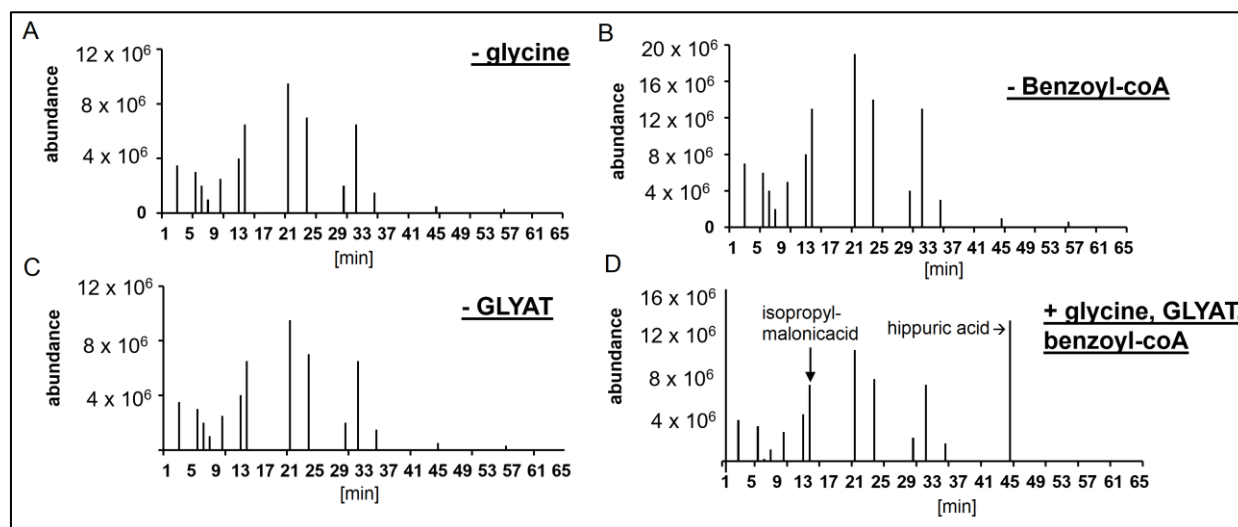 A
- glycine
12 x 10⁶
8 x 10⁶
4 x 10⁶
0
abundance
1 5 9 13 17 21 25 29 33 37 41 45 49 53 57 61 65
[min]
B
- Benzoyl-coA
20 x 10⁶
16 x 10⁶
12 x 10⁶
8 x 10⁶
4 x 10⁶
0
abundance
1 5 9 13 17 21 25 29 33 37 41 45 49 53 57 61 65
[min]
C
- GLYAT
12 x 10⁶
8 x 10⁶
4 x 10⁶
abundance
1 5 9 13 17 21 25 29 33 37 41 45 49 53 57 61 65
[min]
D
+ glycine, GLYAT,
benzoyl-coA
16 x 10⁶
12 x 10⁶
8 x 10⁶
4 x 10⁶
abundance
isopropyl-
malonicacid
hippuric acid →
1 5 9 13 17 21 25 29 33 37 41 45 49 53 57 61 65
[min]